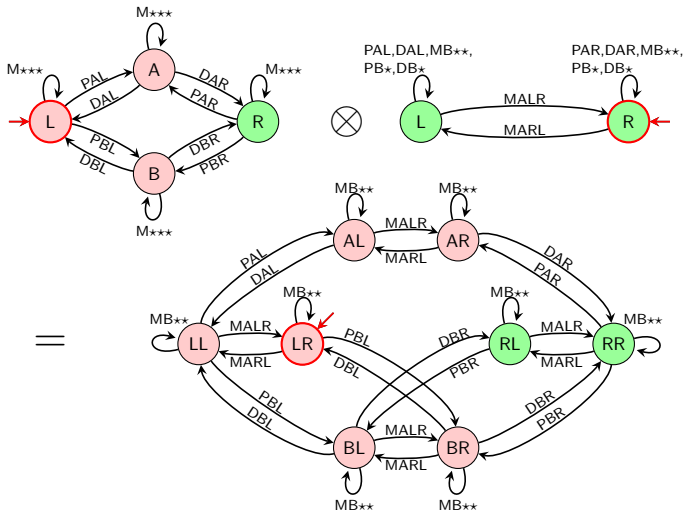 M⋆⋆⋆
M⋆⋆⋆
PAL
DAL
A
DAR
PAR
M⋆⋆⋆
L
R
PBL
DBL
B
DBR
PBR
M⋆⋆⋆
⊗
PAL,DAL,MB⋆⋆,
PB⋆,DB⋆
PAR,DAR,MB⋆⋆,
PB⋆,DB⋆
L
MALR
MARL
R
=
MB⋆⋆
MB⋆⋆
AL
MALR
MARL
AR
PAL
DAL
DAR
PAR
MB⋆⋆
MB⋆⋆
MB⋆⋆
MB⋆⋆
LL
MALR
MARL
LR
PBL
DBL
DBR
PBR
RL
MALR
MARL
RR
PBL
DBL
DBR
PBR
BL
MALR
MARL
BR
MB⋆⋆
MB⋆⋆